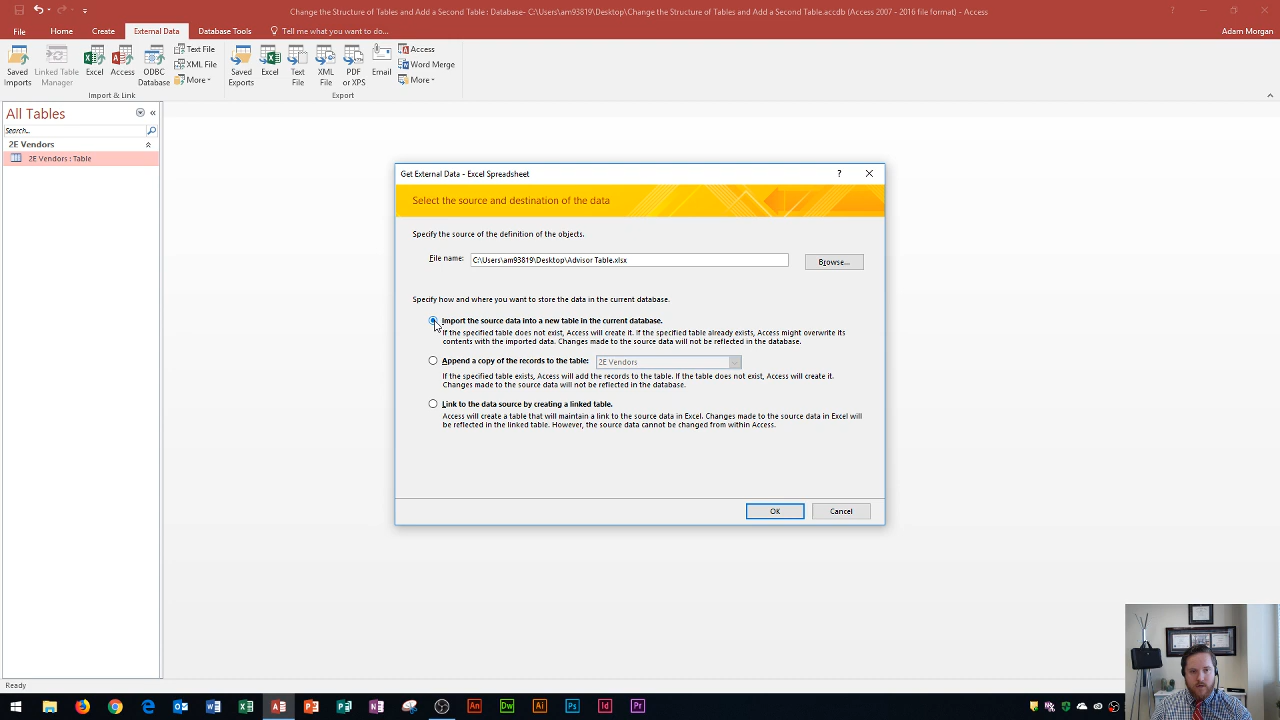 Change the Structure of Tables and Add a Second Table : Database- C:\Users\am93819\Desktop\Change the Structure of Tables and Add a Second Table.accdb (Access 2007 - 2016 file format) - Access
File Home Create External Data Database Tools Tell me what you want to do... Adam Morgan
Saved Imports
Linked Table Manager
Excel
Access
ODBC Database
Text File
XML File
More
Import & Link
Saved Exports
Excel
Text File
XML File
PDF or XPS
Email
Access
Word Merge
More
Export
All Tables
Search...
2E Vendors
2E Vendors : Table
Get External Data - Excel Spreadsheet
Select the source and destination of the data
Specify the source of the definition of the objects.
File name: C:\Users\am93819\Desktop\Advisor Table.xlsx Browse...
Specify how and where you want to store the data in the current database.
Import the source data into a new table in the current database.
If the specified table does not exist, Access will create it. If the specified table already exists, Access might overwrite its
contents with the imported data. Changes made to the source data will not be reflected in the database.
Append a copy of the records to the table: 2E Vendors
If the specified table exists, Access will add the records to the table. If the table does not exist, Access will create it.
Changes made to the source data will not be reflected in the database.
Link to the data source by creating a linked table.
Access will create a table that will maintain a link to the source data in Excel. Changes made to the source data in Excel will
be reflected in the linked table. However, the source data cannot be changed from within Access.
OK Cancel
Ready
An Dw Ai Ps Id Pr